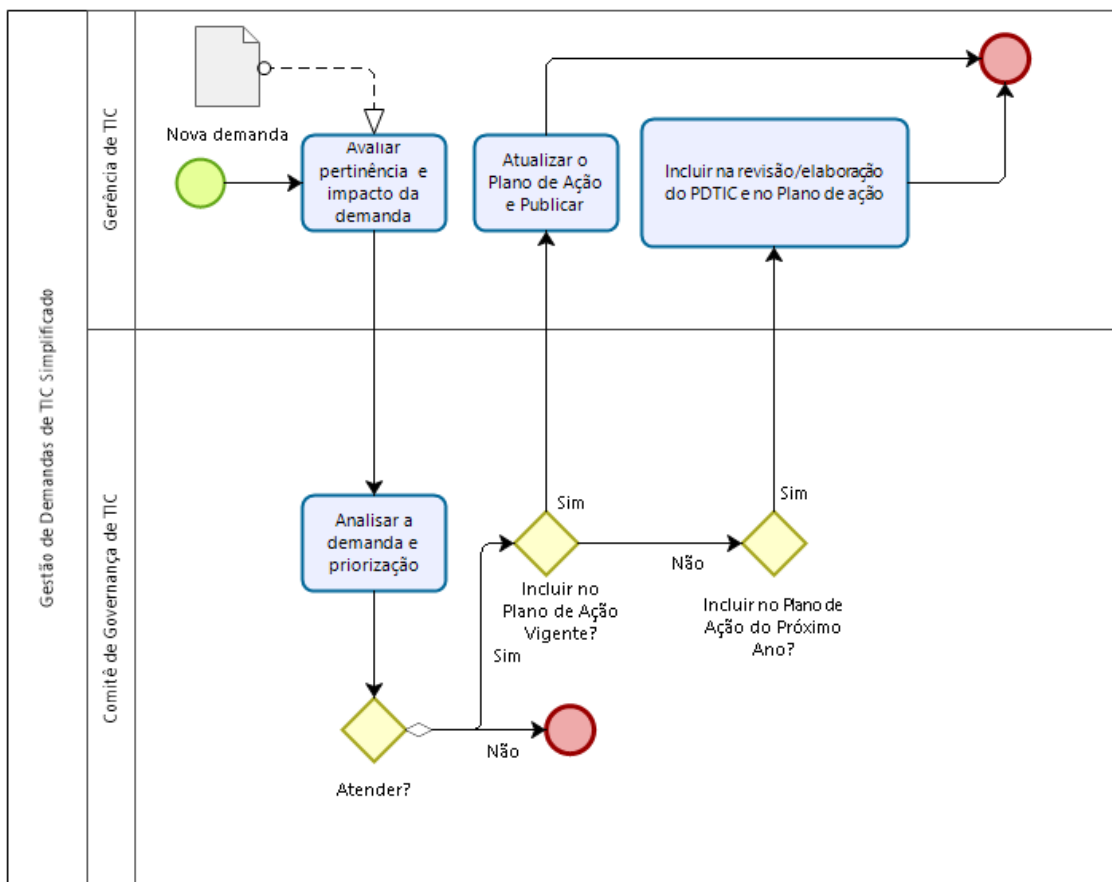 Gestão de Demandas de TIC Simplificado
Gerência de TIC
Nova demanda
Avaliar
pertinência e
impacto da
demanda
Atualizar o
Plano de Ação
e Publicar
Incluir na revisão/elaboração
do PDTIC e no Plano de ação
Comitê de Governança de TIC
Analisar a
demanda e
priorização
Atender?
Sim
Não
Incluir no
Plano de Ação
Vigente?
Sim
Não
Incluir no Plano de
Ação do Próximo
Ano?
Sim